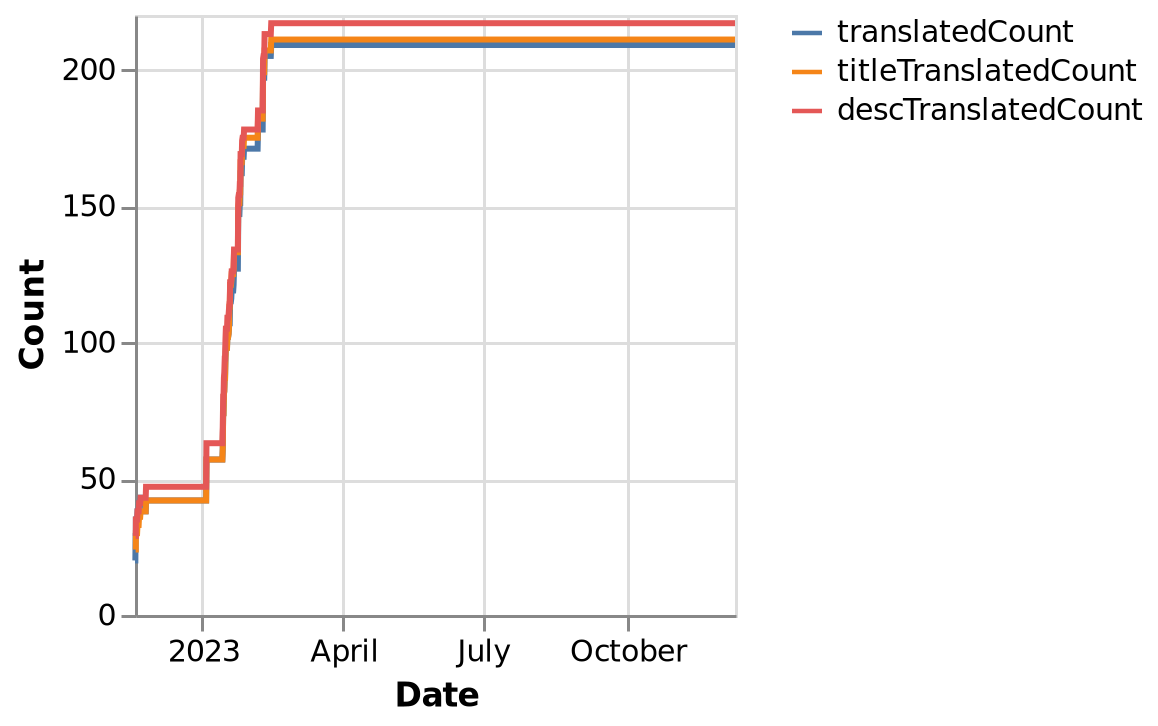 translatedCount
titleTranslatedCount
descTranslatedCount
Count
200
150
100
50
0
2023 April July October
Date